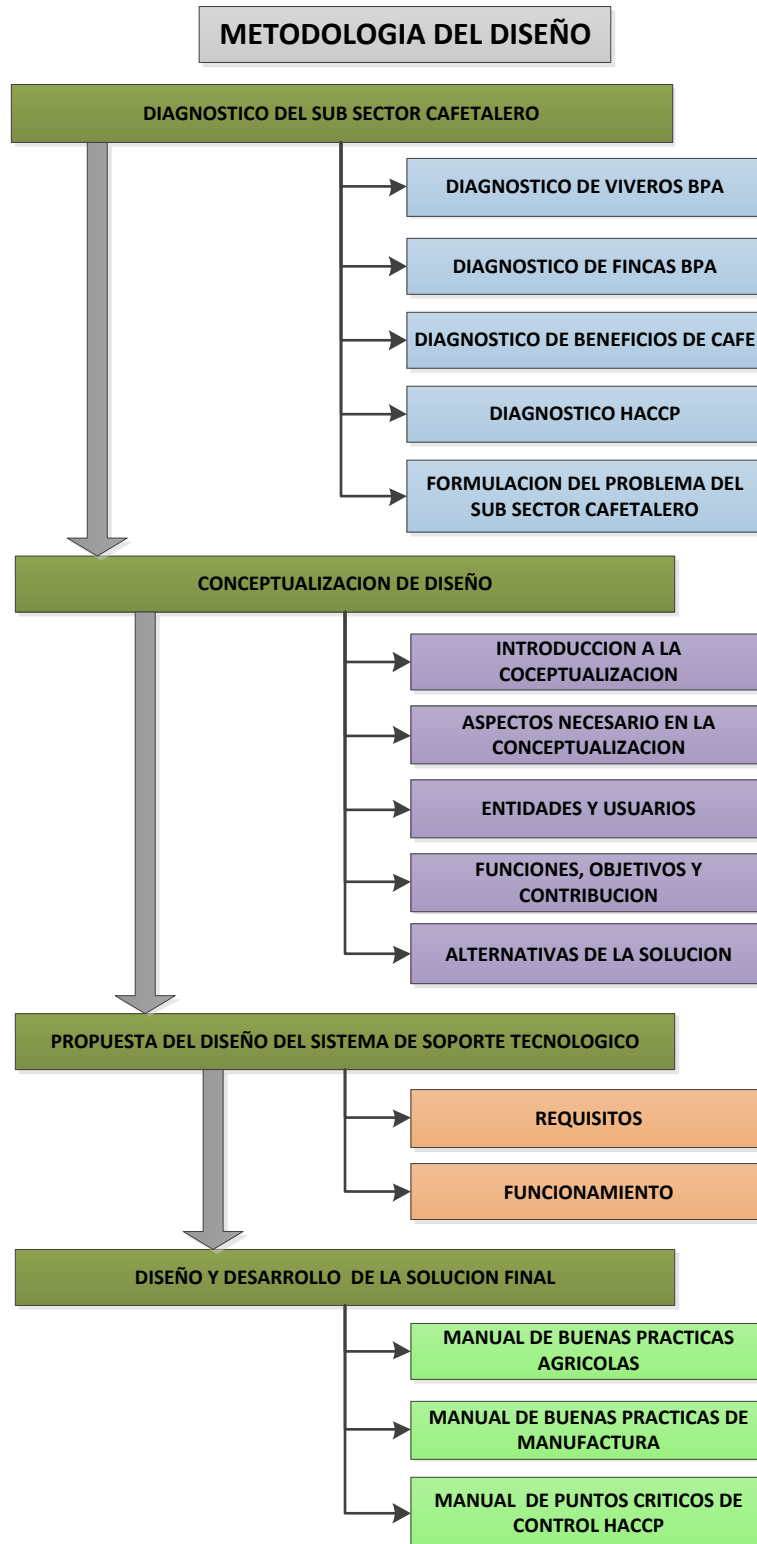 METODOLOGIA DEL DISEÑO
DIAGNOSTICO DEL SUB SECTOR CAFETALERO
DIAGNOSTICO DE VIVEROS BPA
DIAGNOSTICO DE FINCAS BPA
DIAGNOSTICO DE BENEFICIOS DE CAFE
DIAGNOSTICO HACCP
FORMULACION DEL PROBLEMA DEL
SUB SECTOR CAFETALERO
CONCEPTUALIZACION DE DISEÑO
INTRODUCCION A LA
COCEPTUALIZACION
ASPECTOS NECESARIO EN LA
CONCEPTUALIZACION
ENTIDADES Y USUARIOS
FUNCIONES, OBJETIVOS Y
CONTRIBUCION
ALTERNATIVAS DE LA SOLUCION
PROPUESTA DEL DISEÑO DEL SISTEMA DE SOPORTE TECNOLOGICO
REQUISITOS
FUNCIONAMIENTO
DISEÑO Y DESARROLLO DE LA SOLUCION FINAL
MANUAL DE BUENAS PRACTICAS
AGRICOLAS
MANUAL DE BUENAS PRACTICAS DE
MANUFACTURA
MANUAL DE PUNTOS CRITICOS DE
CONTROL HACCP